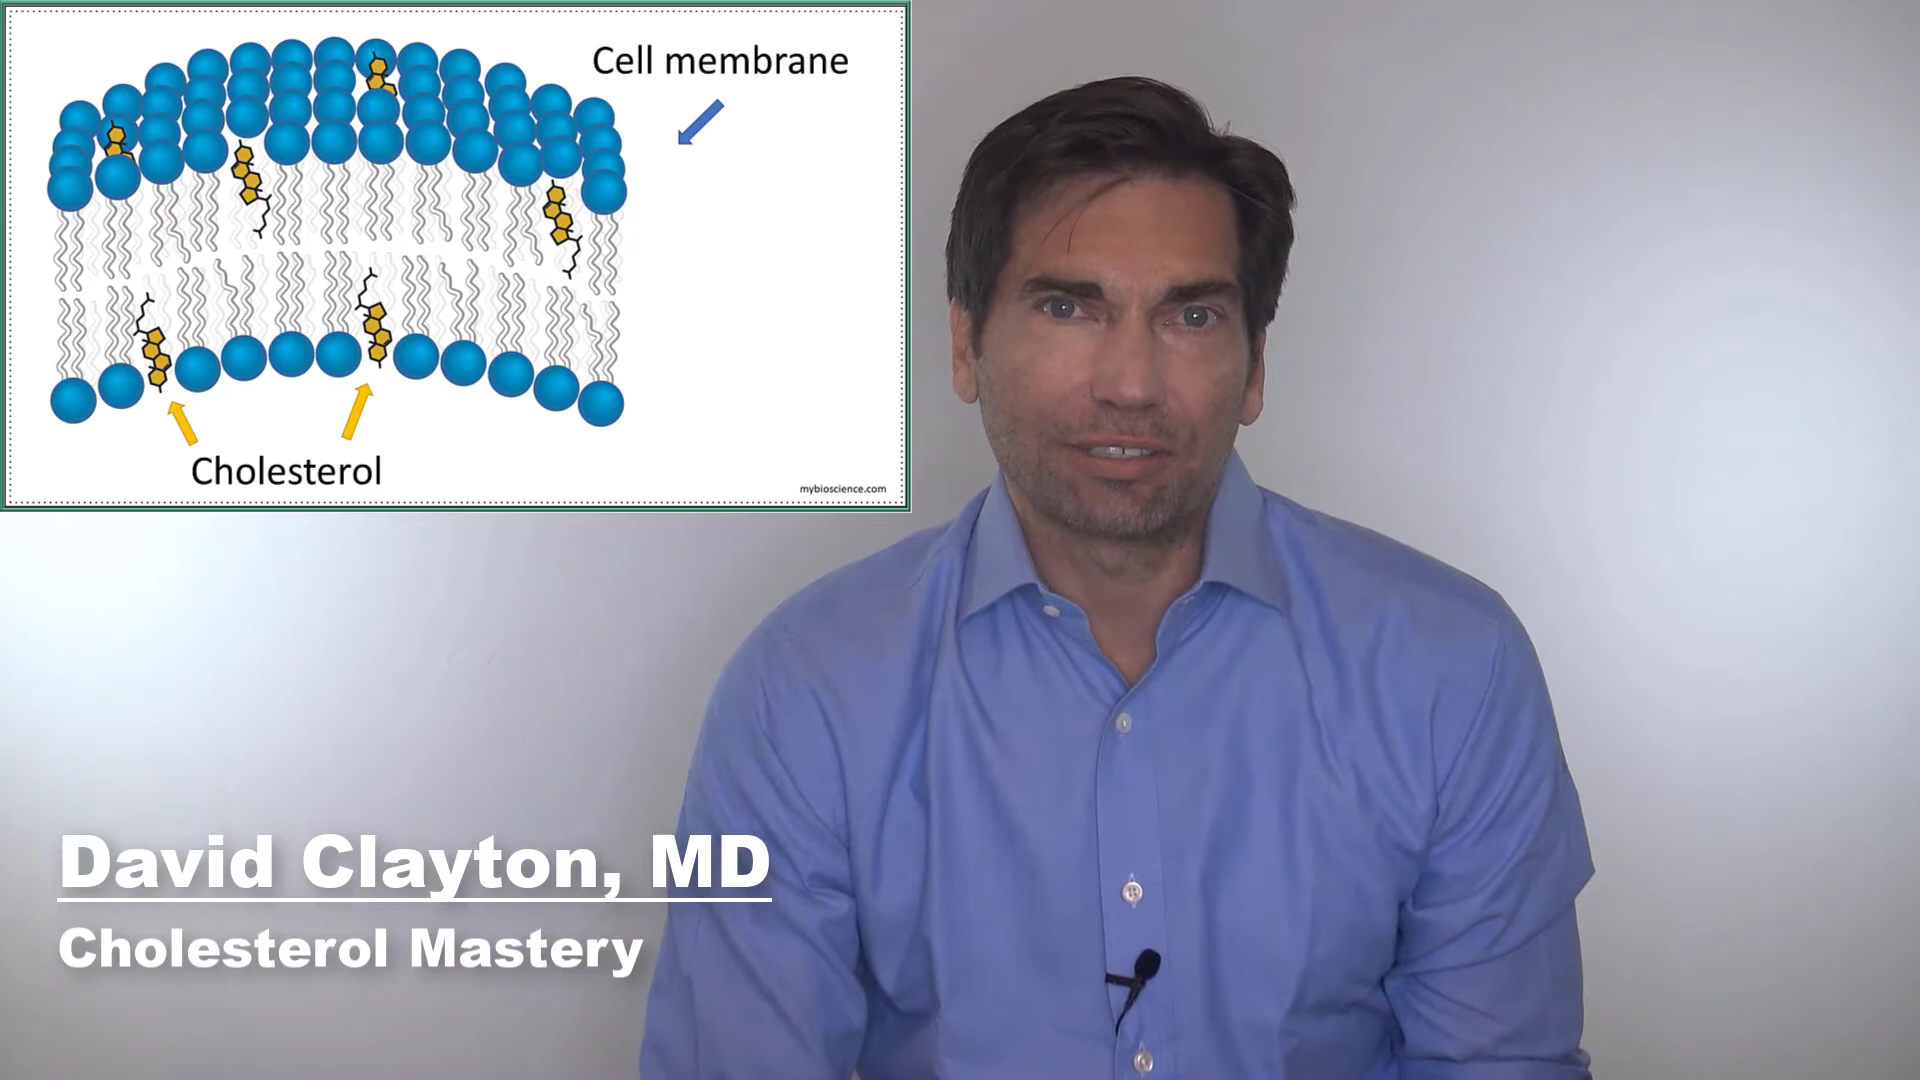 Cell membrane
Cholesterol
mybioscience.com
David Clayton, MD
Cholesterol Mastery